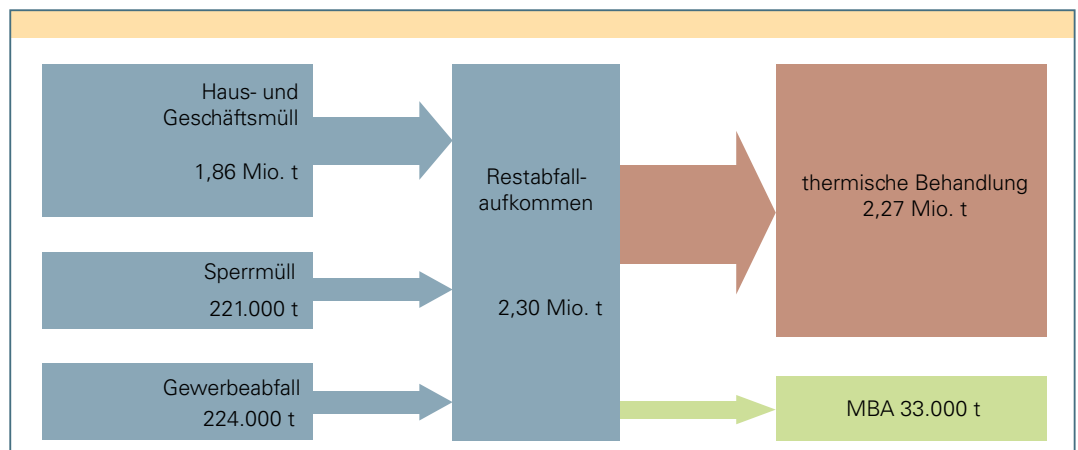 Haus- und
Geschäftsmüll
1,86 Mio. t
Sperrmüll
221.000 t
Gewerbeabfall
224.000 t
Restabfall-
aufkommen
2,30 Mio. t
thermische Behandlung
2,27 Mio. t
MBA 33.000 t